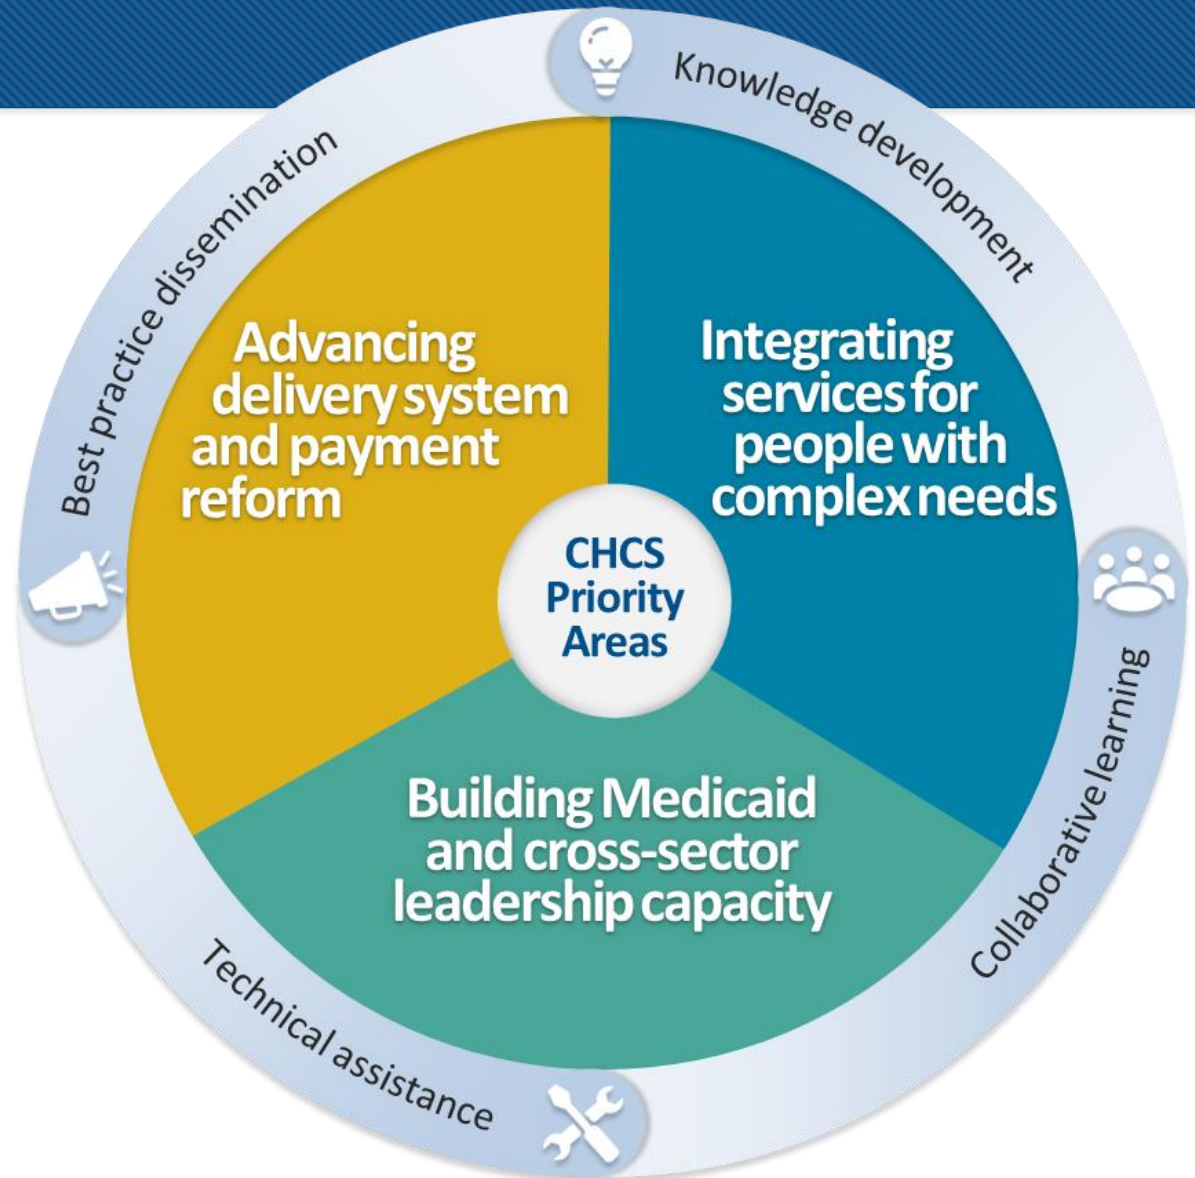 Knowledge development
Best practice dissemination
Advancing
delivery system
and payment
reform
Integrating
services for
people with
complex needs
CHCS
Priority
Areas
Building Medicaid
and cross-sector
leadership capacity
Collaborative learning
Technical assistance